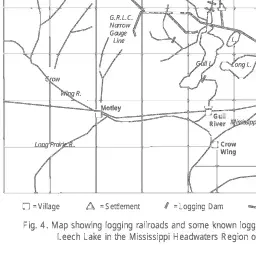 G.R.L.C.
Narrow
Gauge
Line
Gull L.
Long L.
Crow
Wing R.
Motley
Gull
River
Mississippi
Long Prairie R.
Crow
Wing
= Village
= Settlement
= Logging Dam
Fig. 4. Map showing logging railroads and some known logg
Leech Lake in the Mississippi Headwaters Region o